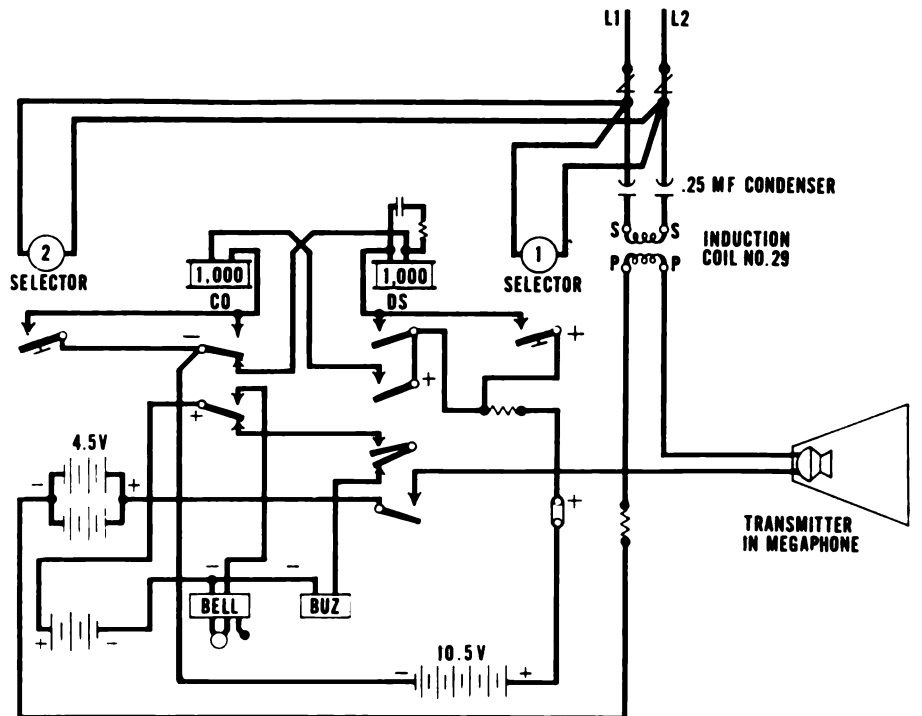 L1 L2
.25 MF CONDENSER
S S
INDUCTION
COIL NO.29
P P
2
SELECTOR
1,000
CO
1,000
DS
1
SELECTOR
- +
+
+
4.5V
- +
+
TRANSMITTER
IN MEGAPHONE
- -
BELL
BUZ
+ -
10.5V
- +